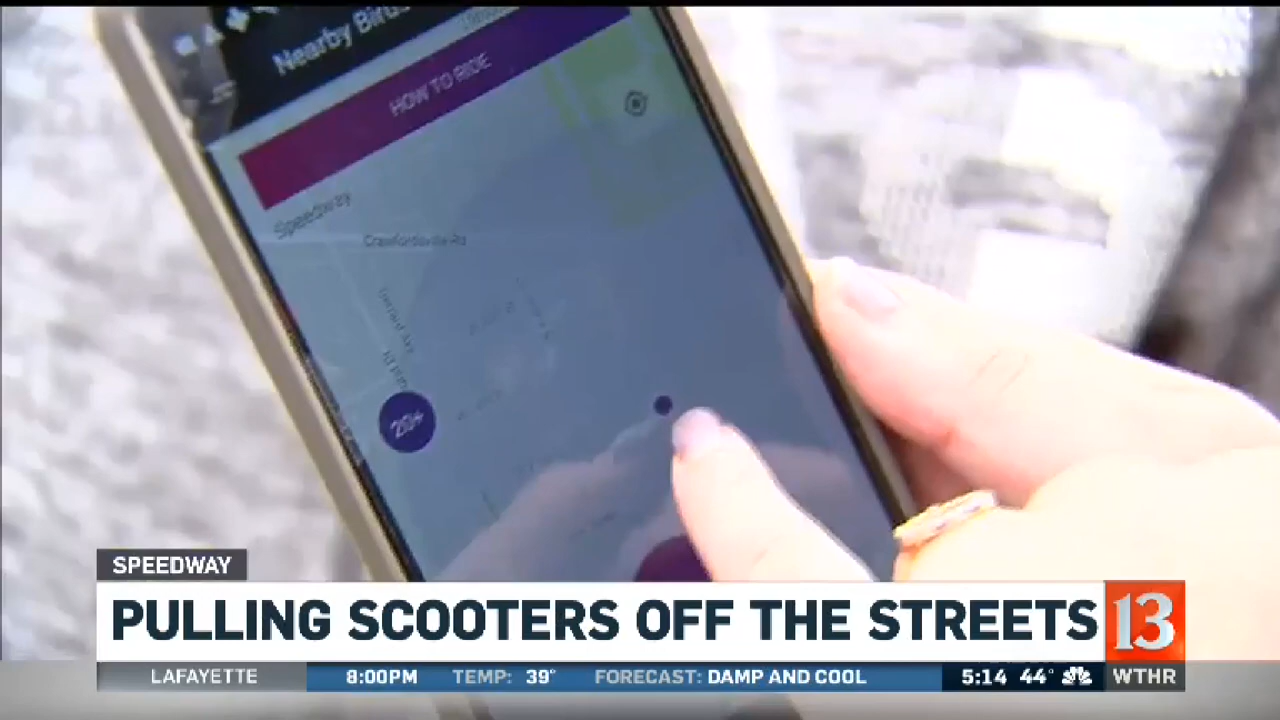 Nearby Birds
HOW TO RIDE
Speedway
Crawfordsville Rd
20+
SPEEDWAY
PULLING SCOOTERS OFF THE STREETS
13
LAFAYETTE 8:00PM TEMP: 39° FORECAST: DAMP AND COOL 5:14 44° WTHR